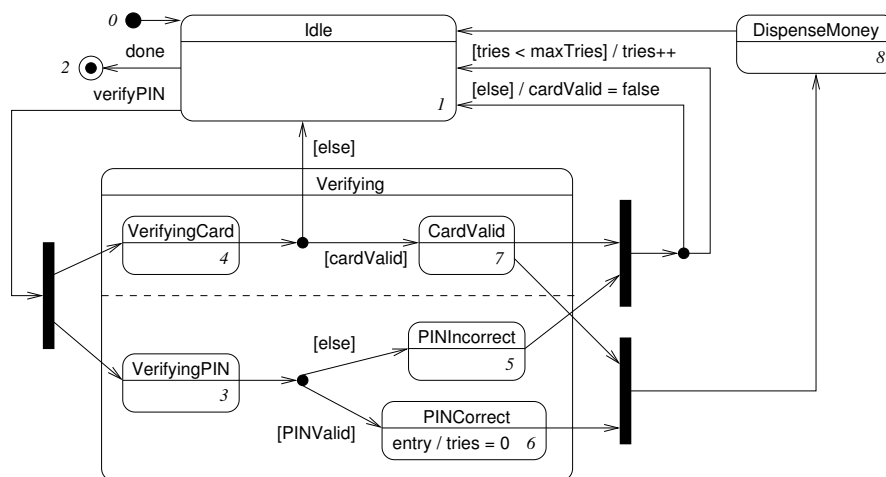 0
Idle
DispenseMoney
8
done
[tries < maxTries] / tries++
2
verifyPIN
[else] / cardValid = false
1
[else]
Verifying
VerifyingCard
4
CardValid
7
[cardValid]
[else]
PINIncorrect
5
VerifyingPIN
3
PINCorrect
[PINValid]
entry / tries = 0 6